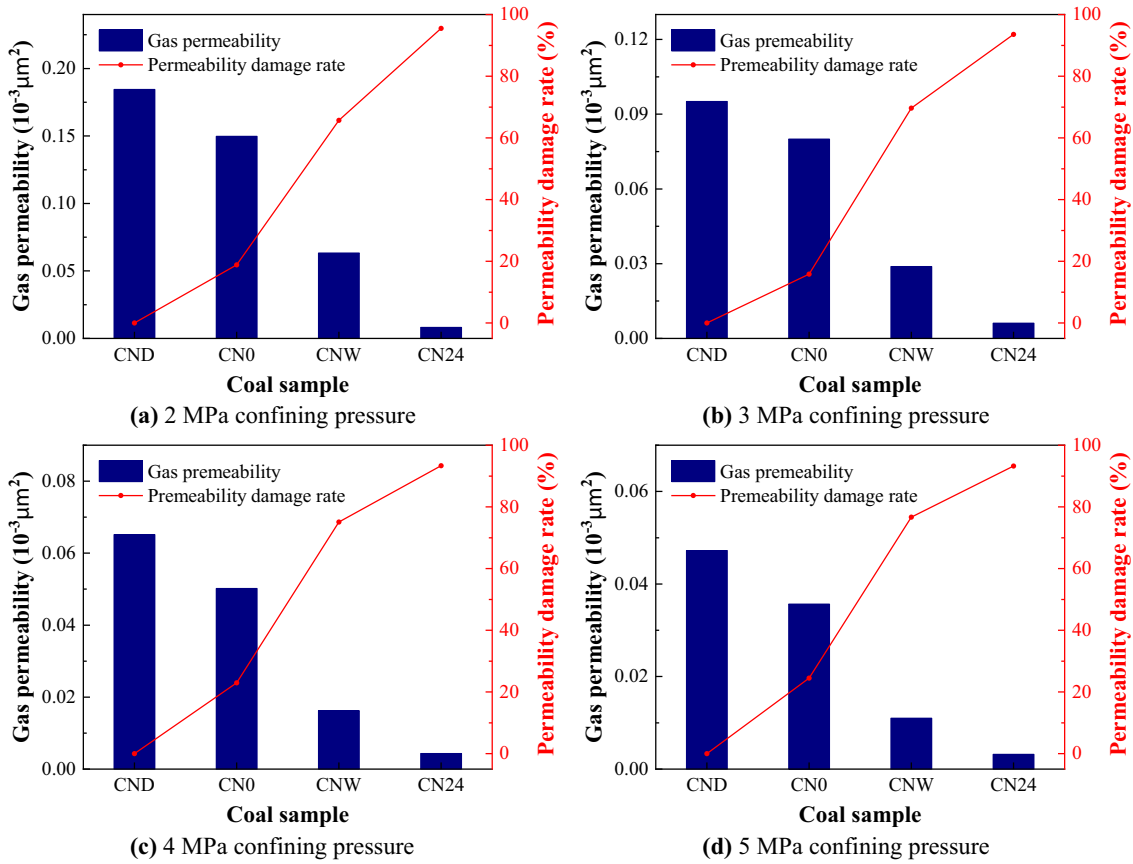 Gas permeability (10⁻³μm²)
0.20
0.15
0.10
0.05
0.00
Gas permeability
Permeability damage rate
100
80
60
40
20
0
Permeability damage rate (%)
CND CN0 CNW CN24
Coal sample
(a) 2 MPa confining pressure
Gas permeability (10⁻³μm²)
0.12
0.09
0.06
0.03
0.00
Gas premeability
Premeability damage rate
100
80
60
40
20
0
Permeability damage rate (%)
CND CN0 CNW CN24
Coal sample
(b) 3 MPa confining pressure
Gas permeability (10⁻³μm²)
0.08
0.06
0.04
0.02
0.00
Gas premeability
Premeability damage rate
100
80
60
40
20
0
Permeability damage rate (%)
CND CN0 CNW CN24
Coal sample
(c) 4 MPa confining pressure
Gas permeability (10⁻³μm²)
0.06
0.04
0.02
0.00
Gas premeability
Premeability damage rate
100
80
60
40
20
0
Permeability damage rate (%)
CND CN0 CNW CN24
Coal sample
(d) 5 MPa confining pressure